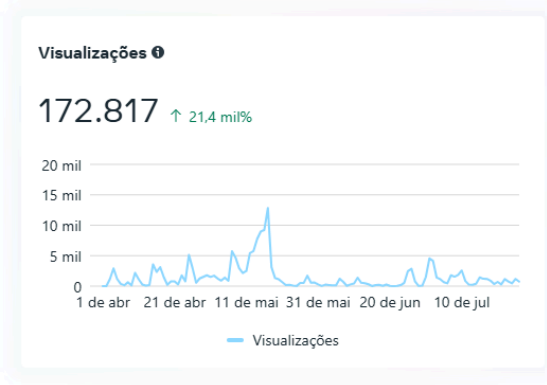 Visualizações
172.817 ↑ 21,4 mil%
20 mil
15 mil
10 mil
5 mil
0
1 de abr 21 de abr 11 de mai 31 de mai 20 de jun 10 de jul
Visualizações